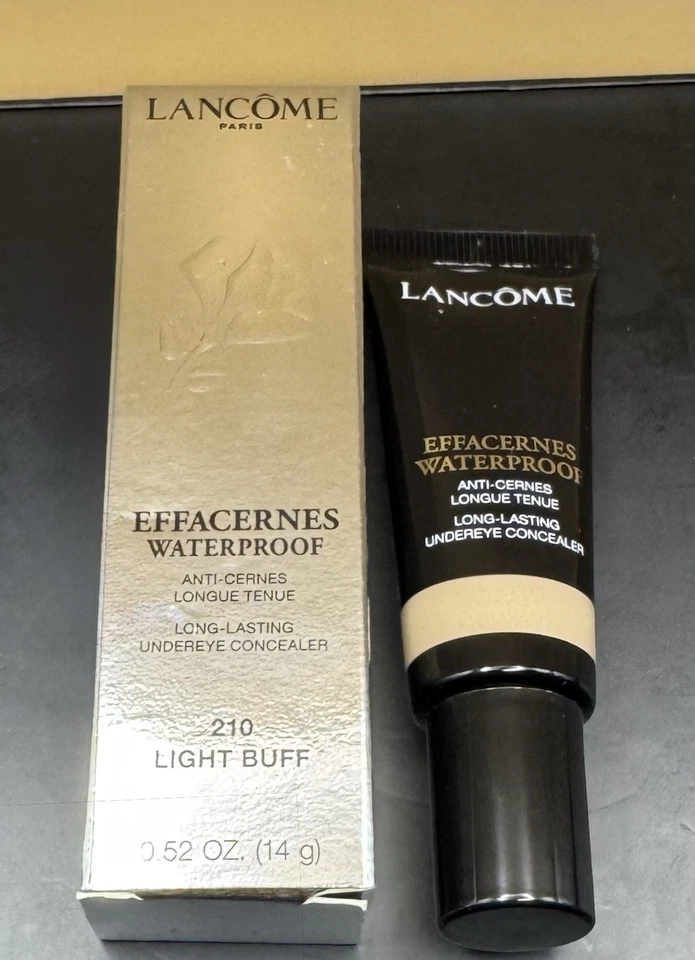 LANCÔME
PARIS
EFFACERNES
WATERPROOF
ANTI-CERNES
LONGUE TENUE
LONG-LASTING
UNDEREYE CONCEALER
210
LIGHT BUFF
0.52 OZ. (14 g)
LANCÔME
EFFACERNES
WATERPROOF
ANTI-CERNES
LONGUE TENUE
LONG-LASTING
UNDEREYE CONCEALER